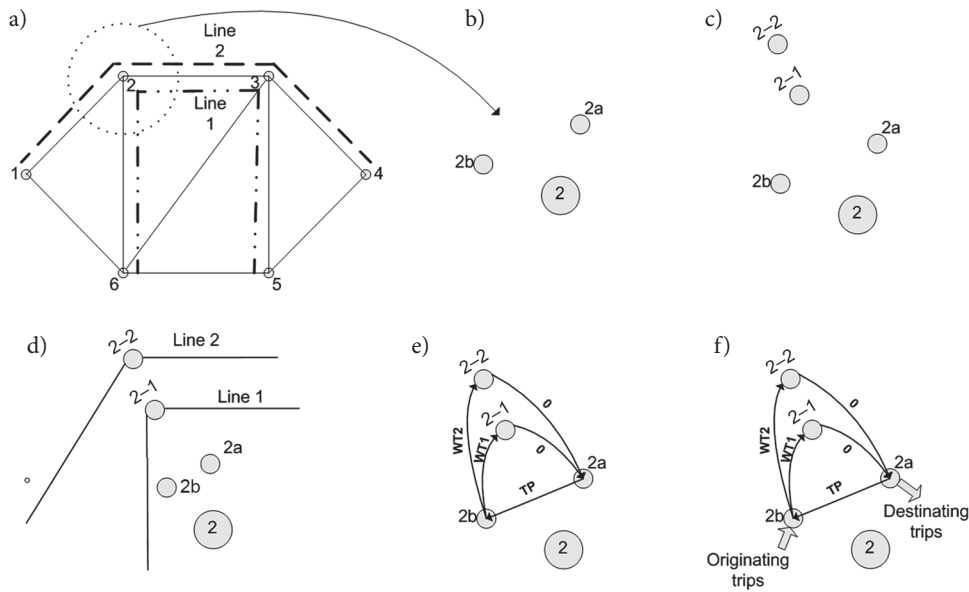 a)
Line
2
2
3
Line
1
1
4
6
5
b)
2a
2b
2
c)
2–2
2–1
2a
2b
2
d)
2–2
Line 2
2–1
Line 1
2a
2b
2
e)
2–2
0
2–1
WT2
WT1
0
2a
TP
2b
2
f)
2–2
0
2–1
WT2
WT1
0
2a
TP
2b
Destinating
trips
2
Originating
trips